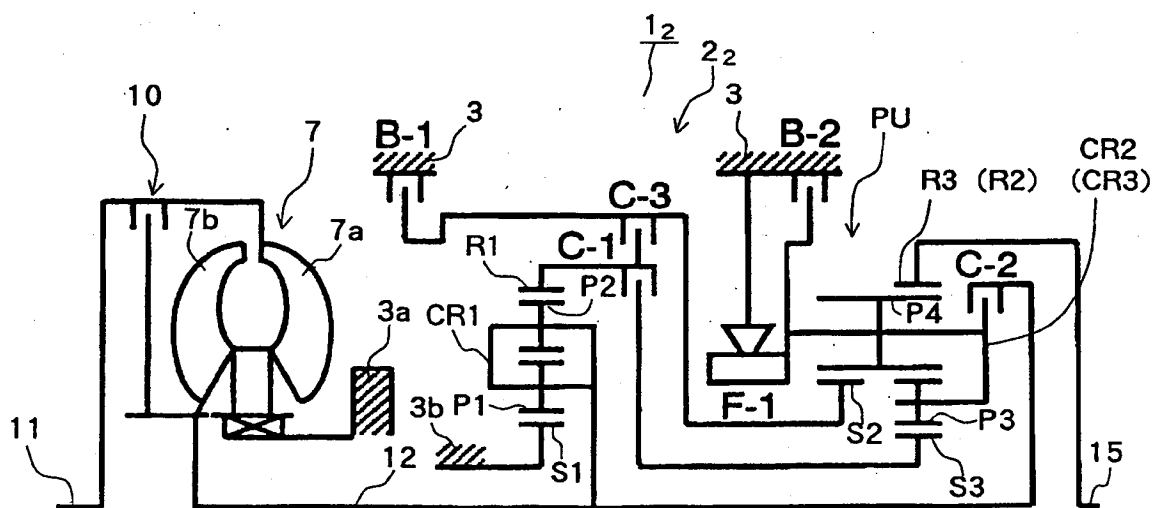 1₂
2₂
10
7
B-1
3
3
B-2
PU
CR2
(CR3)
R3 (R2)
7b
7a
C-3
R1
C-1
P2
C-2
P4
3a
CR1
P1
3b
S1
F-1
S2
P3
S3
11
12
15